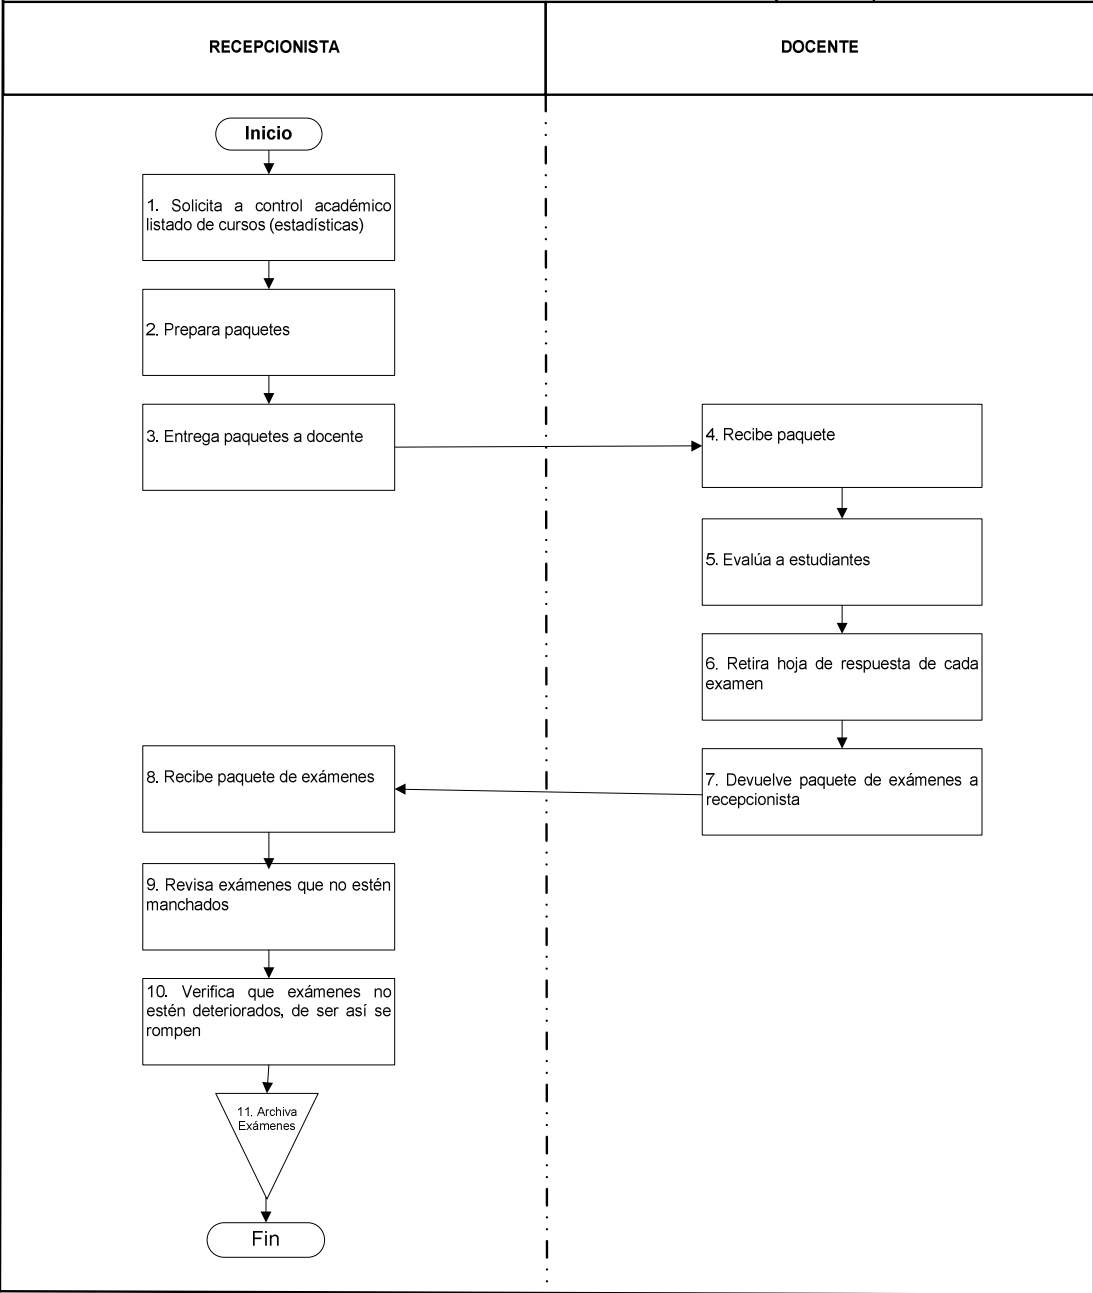 RECEPCIONISTA
DOCENTE
Inicio
1. Solicita a control académico
listado de cursos (estadísticas)
2. Prepara paquetes
3. Entrega paquetes a docente
4. Recibe paquete
5. Evalúa a estudiantes
6. Retira hoja de respuesta de cada
examen
7. Devuelve paquete de exámenes a
recepcionista
8. Recibe paquete de exámenes
9. Revisa exámenes que no estén
manchados
10. Verifica que exámenes no
estén deteriorados, de ser así se
rompen
11. Archiva
Exámenes
Fin